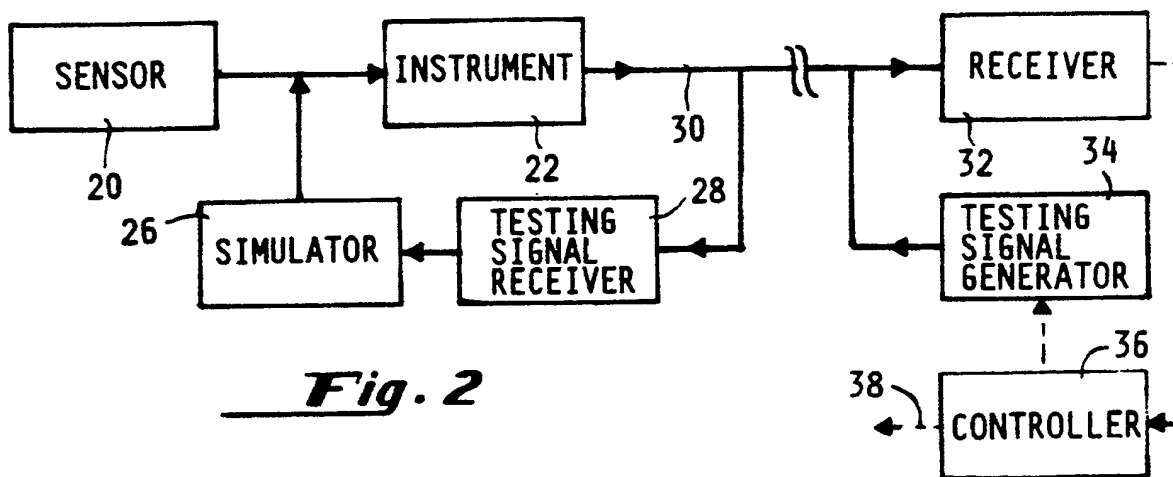 SENSOR
INSTRUMENT
RECEIVER
20
22
30
32
34
26
SIMULATOR
28
TESTING
SIGNAL
RECEIVER
TESTING
SIGNAL
GENERATOR
Fig. 2
36
38
CONTROLLER